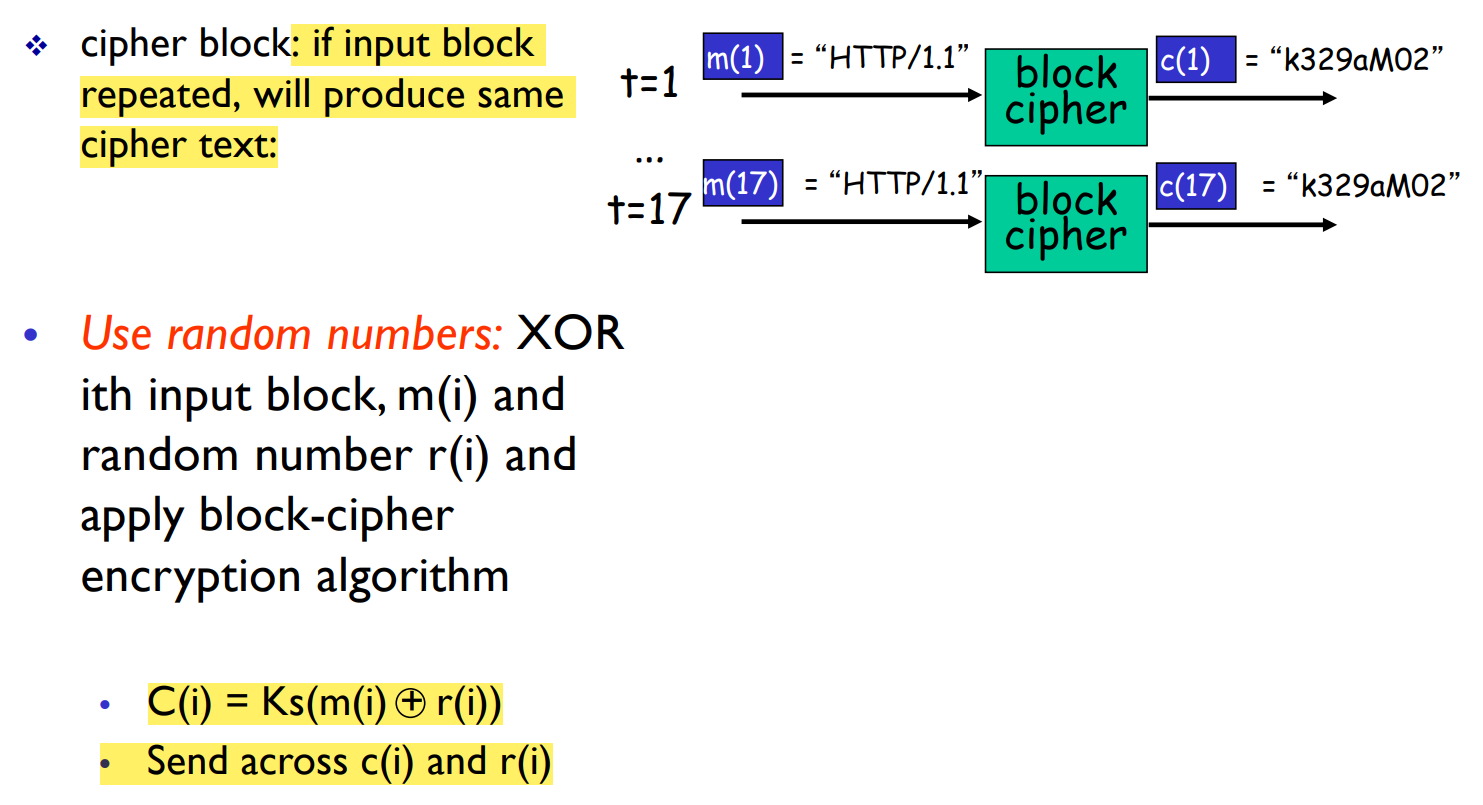 cipher block: if input block
repeated, will produce same
cipher text:
t=1
m(1)
= “HTTP/1.1”
block
cipher
c(1)
= “k329aM02”
...
t=17
m(17)
= “HTTP/1.1”
block
cipher
c(17)
= “k329aM02”
Use random numbers: XOR
ith input block, m(i) and
random number r(i) and
apply block-cipher
encryption algorithm
C(i) = Ks(m(i) ⊕ r(i))
Send across c(i) and r(i)